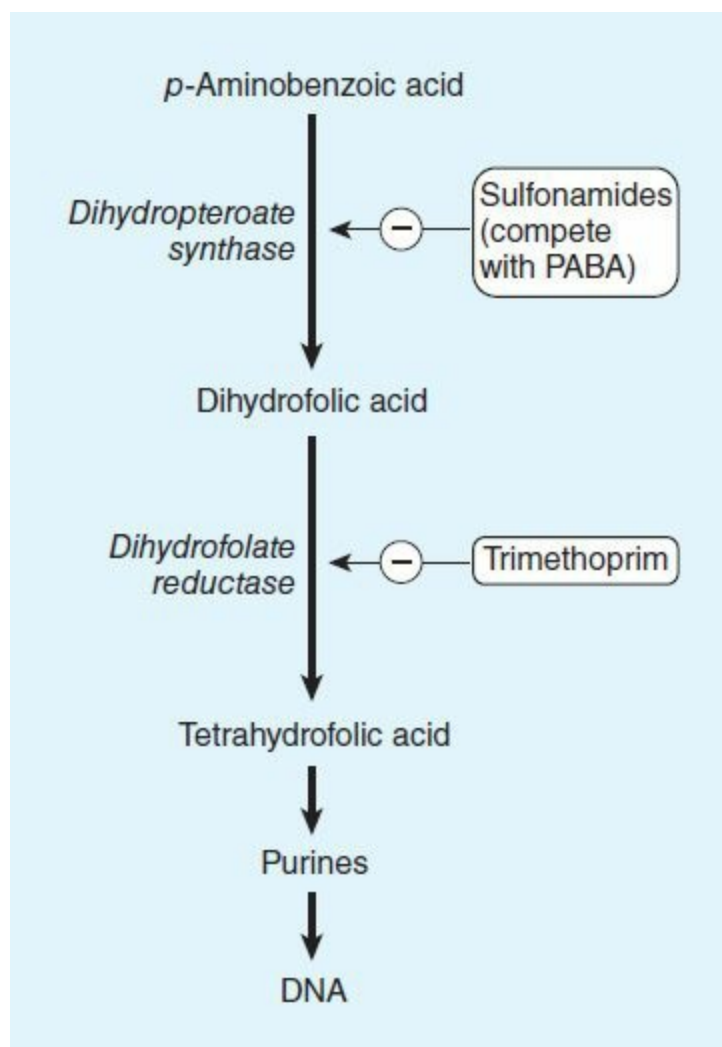 p-Aminobenzoic acid
Dihydropteroate
synthase
−
Sulfonamides
(compete
with PABA)
Dihydrofolic acid
Dihydrofolate
reductase
−
Trimethoprim
Tetrahydrofolic acid
Purines
DNA